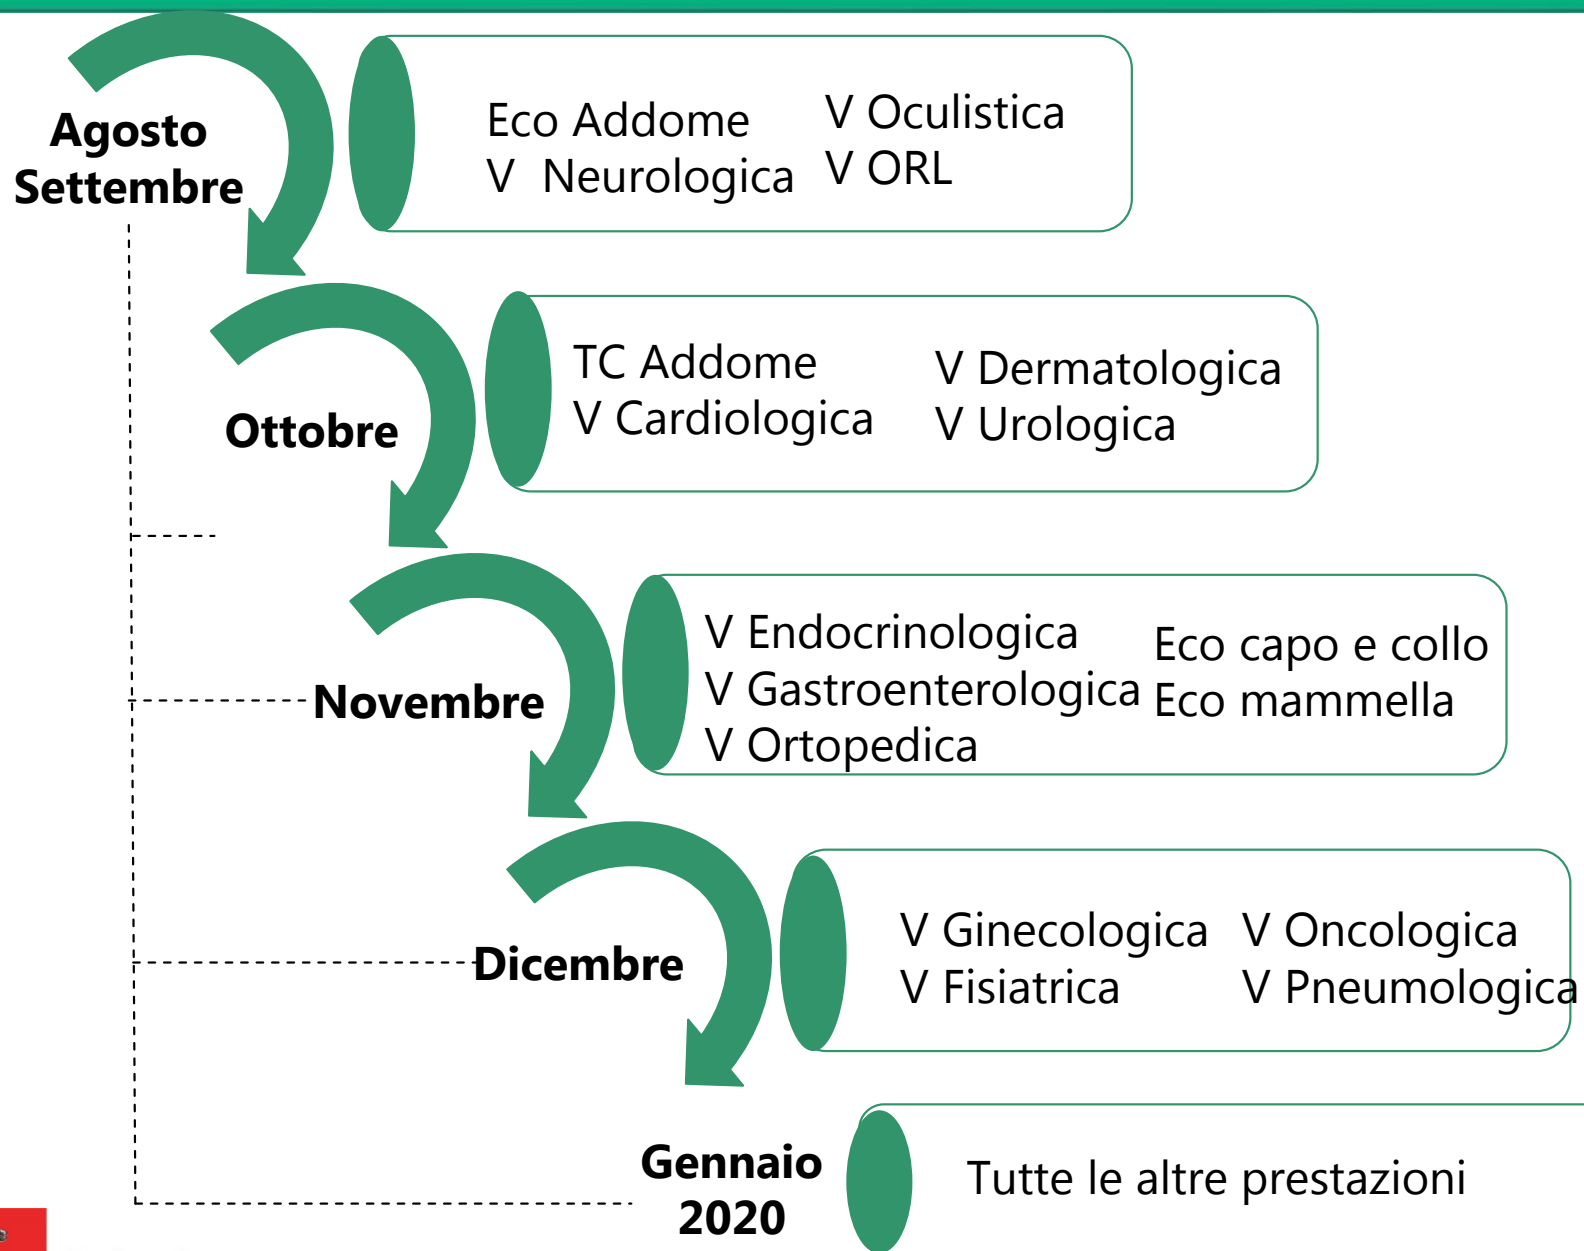 Agosto
Settembre
Eco Addome
V Neurologica
V Oculistica
V ORL
Ottobre
TC Addome
V Cardiologica
V Dermatologica
V Urologica
Novembre
V Endocrinologica
V Gastroenterologica
V Ortopedica
Eco capo e collo
Eco mammella
Dicembre
V Ginecologica
V Fisiatrica
V Oncologica
V Pneumologica
Gennaio
2020
Tutte le altre prestazioni